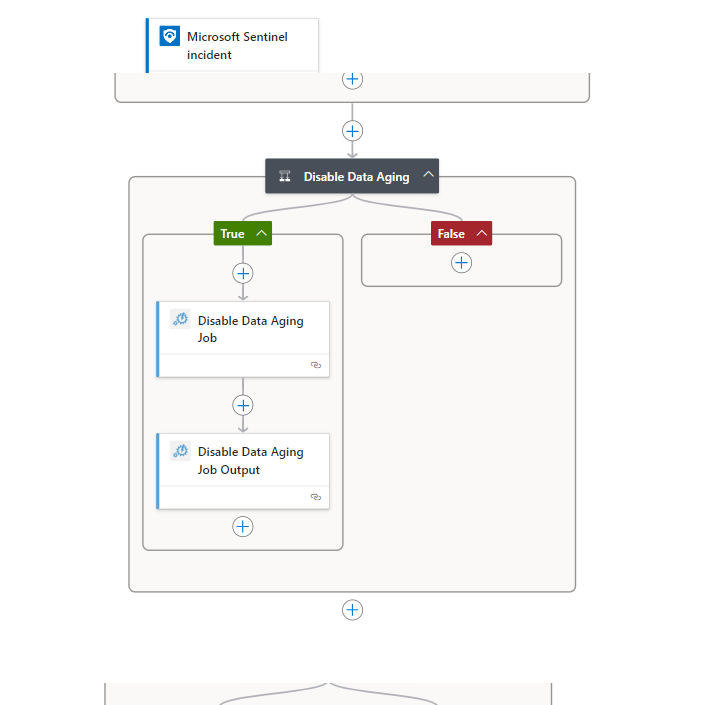 Microsoft Sentinel
incident
Disable Data Aging
True
False
Disable Data Aging
Job
Disable Data Aging
Job Output